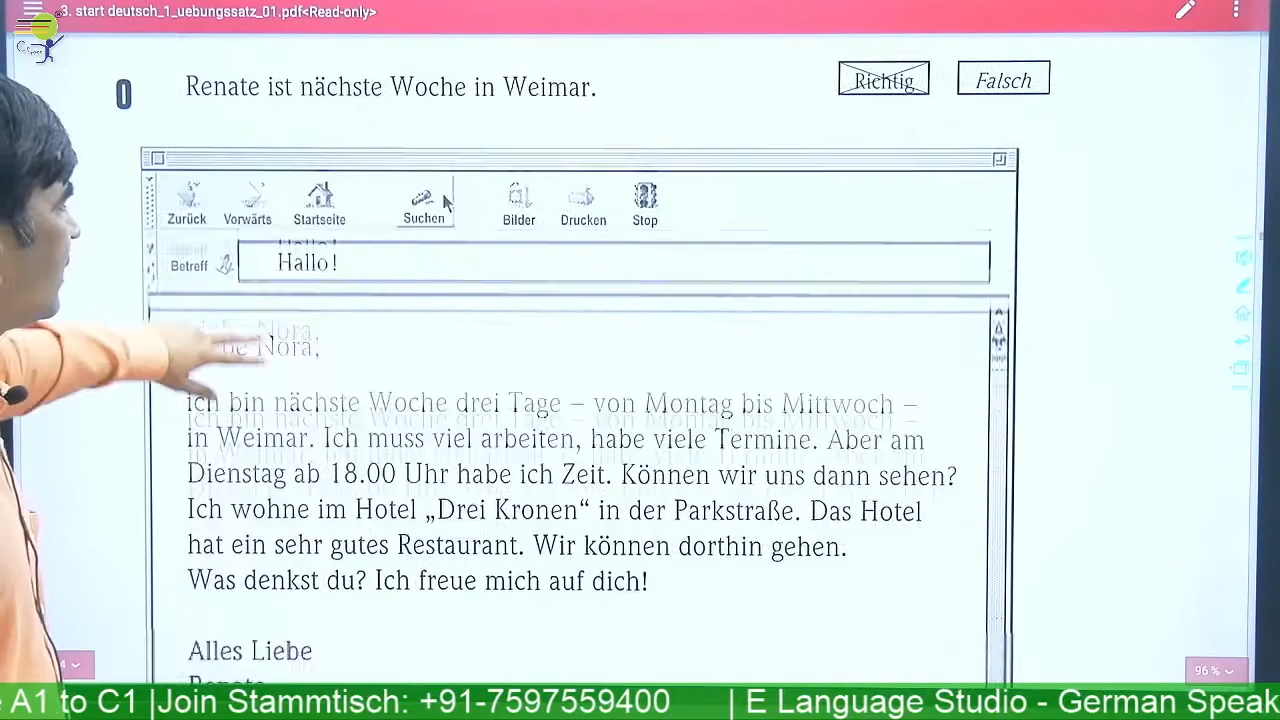 3. start deutsch_1_uebungssatz_01.pdf<Read-only>
0 Renate ist nächste Woche in Weimar. Richtig Falsch
Zurück Vorwärts Startseite Suchen Bilder Drucken Stop
Betreff Hallo!
Nora,
ich bin nächste Woche drei Tage – von Montag bis Mittwoch –
in Weimar. Ich muss viel arbeiten, habe viele Termine. Aber am
Dienstag ab 18.00 Uhr habe ich Zeit. Können wir uns dann sehen?
Ich wohne im Hotel „Drei Kronen“ in der Parkstraße. Das Hotel
hat ein sehr gutes Restaurant. Wir können dorthin gehen.
Was denkst du? Ich freue mich auf dich!
Alles Liebe
96%
A1 to C1 |Join Stammtisch: +91-7597559400 | E Language Studio - German Speak